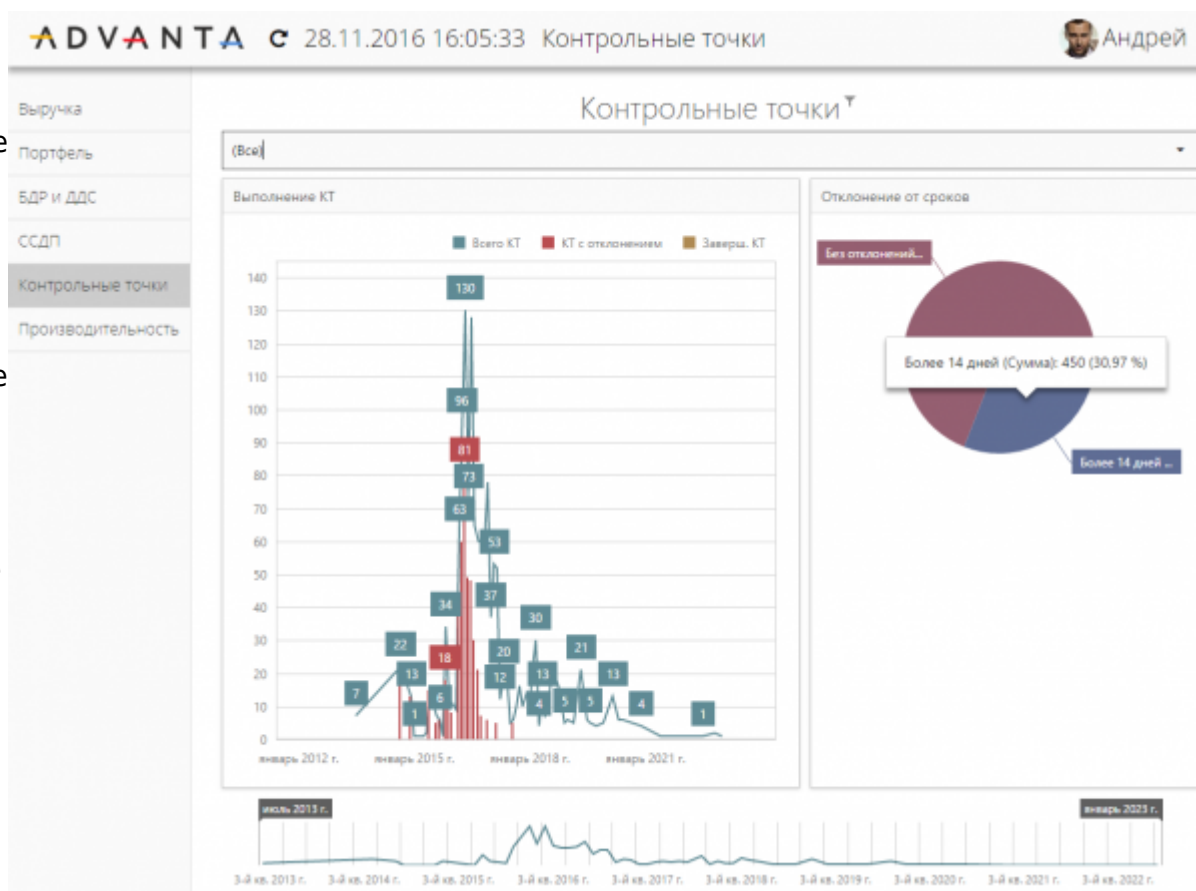 ADVANTA 28.11.2016 16:05:33 Контрольные точки Андрей
Выручка
е
Портфель
БДР и ДДС
ССДП
Контрольные точки
Производительность
е
Контрольные точки
(Все)
Выполнение КТ
Всего КТ КТ с отклонением Заверш. КТ
140
130
120
110
100
90
80
70
60
50
40
30
20
10
0
130
96
81
73
63
53
37
34
30
22
20
21
18
13
12
13
13
7
6
1
4
5
5
4
1
январь 2012 г. январь 2015 г. январь 2018 г. январь 2021 г.
Отклонение от сроков
Без отклонений...
Более 14 дней (Сумма): 450 (30,97 %)
Более 14 дней ...
июль 2013 г. январь 2023 г.
3-й кв. 2013 г. 3-й кв. 2014 г. 3-й кв. 2015 г. 3-й кв. 2016 г. 3-й кв. 2017 г. 3-й кв. 2018 г. 3-й кв. 2019 г. 3-й кв. 2020 г. 3-й кв. 2021 г. 3-й кв. 2022 г.